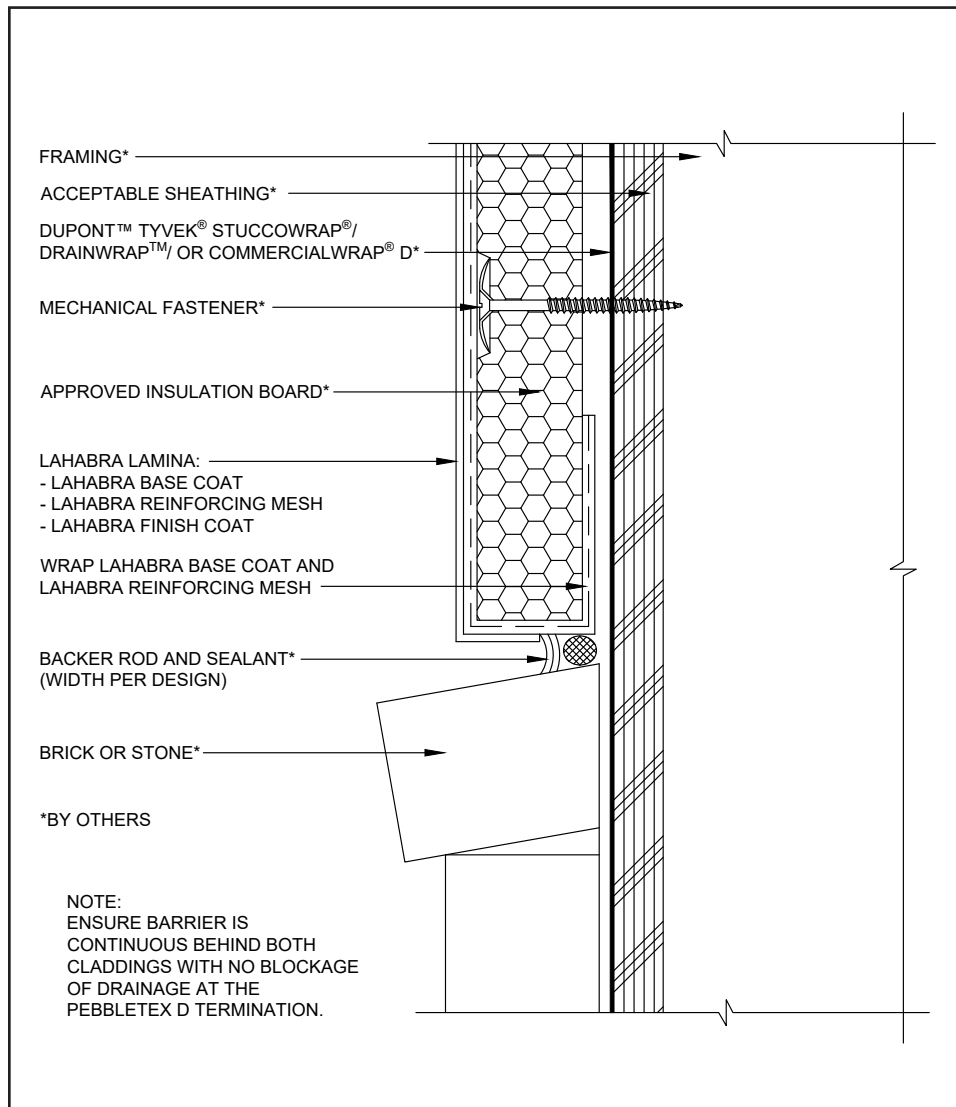 FRAMING*
ACCEPTABLE SHEATHING*
DUPONT™ TYVEK® STUCCOWRAP®/
DRAINWRAP™/ OR COMMERCIALWRAP® D*
MECHANICAL FASTENER*
APPROVED INSULATION BOARD*
LAHABRA LAMINA:
- LAHABRA BASE COAT
- LAHABRA REINFORCING MESH
- LAHABRA FINISH COAT
WRAP LAHABRA BASE COAT AND
LAHABRA REINFORCING MESH
BACKER ROD AND SEALANT*
(WIDTH PER DESIGN)
BRICK OR STONE*
*BY OTHERS
NOTE:
ENSURE BARRIER IS
CONTINUOUS BEHIND BOTH
CLADDINGS WITH NO BLOCKAGE
OF DRAINAGE AT THE
PEBBLETEX D TERMINATION.